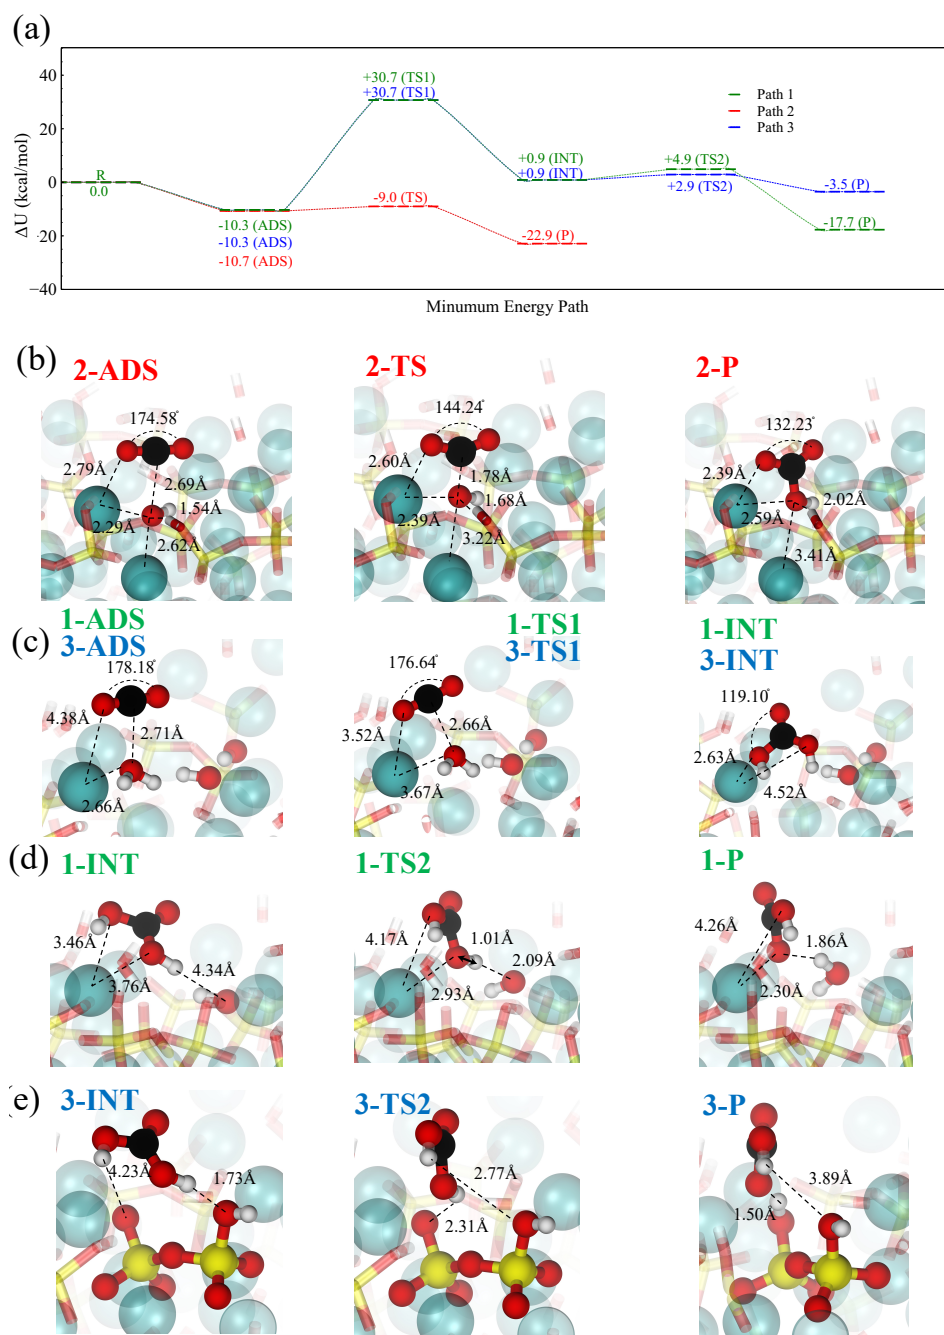 (a)
40
20
0
−20
−40
ΔU (kcal/mol)
R
0.0
-10.3 (ADS)
-10.3 (ADS)
-10.7 (ADS)
+30.7 (TS1)
+30.7 (TS1)
-9.0 (TS)
+0.9 (INT)
+0.9 (INT)
-22.9 (P)
+4.9 (TS2)
+2.9 (TS2)
-3.5 (P)
-17.7 (P)
Path 1
Path 2
Path 3
Minumum Energy Path
(b)
2-ADS
2-TS
2-P
174.58°
2.79Å
2.69Å
1.54Å
2.29Å
2.62Å
144.24°
2.60Å
1.78Å
1.68Å
2.39Å
3.22Å
132.23°
2.39Å
2.02Å
2.59Å
3.41Å
(c)
1-ADS
3-ADS
1-TS1
3-TS1
1-INT
3-INT
178.18°
4.38Å
2.71Å
2.66Å
176.64°
3.52Å
2.66Å
3.67Å
119.10°
2.63Å
4.52Å
(d)
1-INT
1-TS2
1-P
3.46Å
4.34Å
3.76Å
4.17Å
1.01Å
2.09Å
2.93Å
4.26Å
1.86Å
2.30Å
(e)
3-INT
3-TS2
3-P
4.23Å
1.73Å
2.77Å
2.31Å
3.89Å
1.50Å